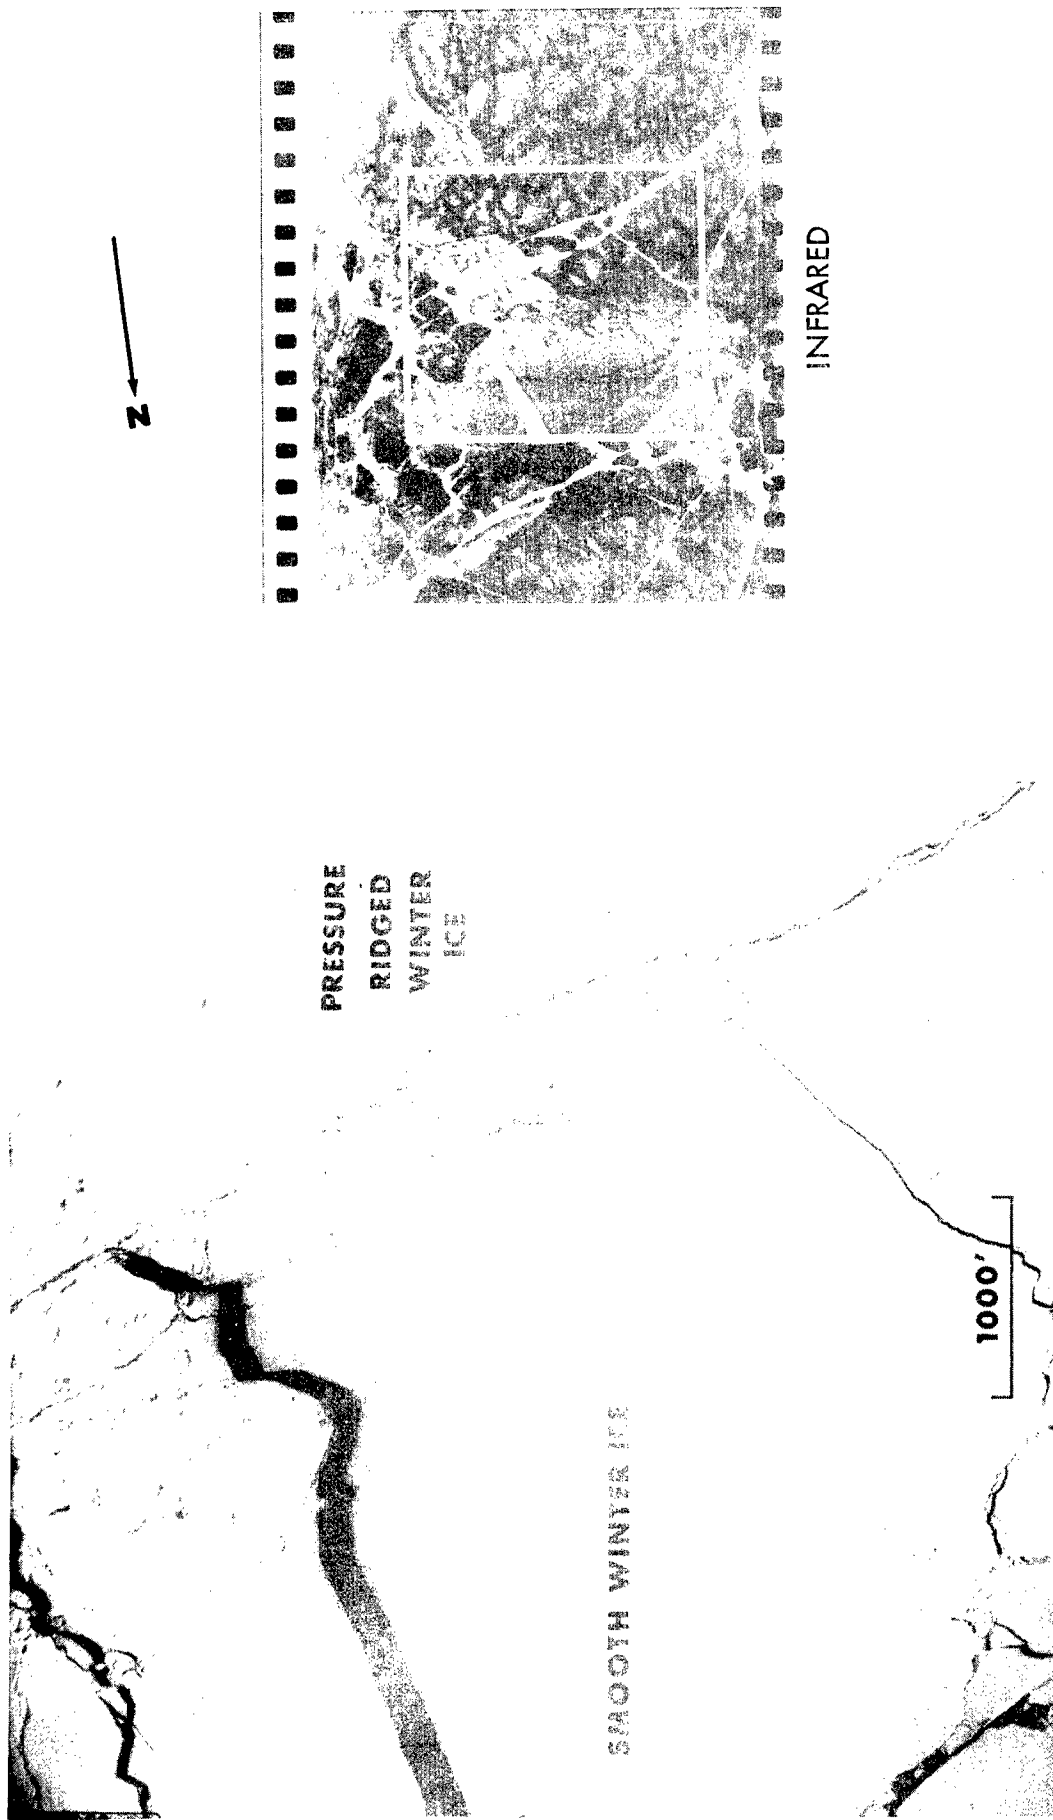 N
INFRARED
PRESSURE
RIDGED
WINTER
ICE
1000'
SMOOTH WINTER ICE